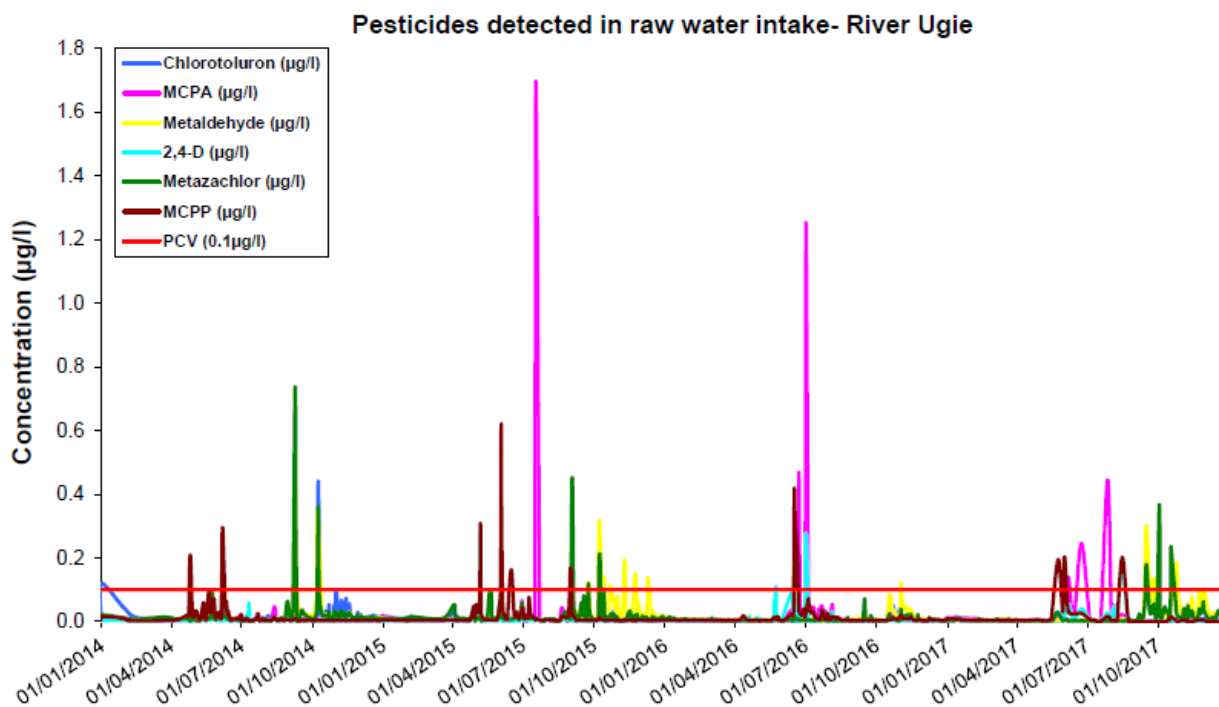 Pesticides detected in raw water intake- River Ugie
Concentration (µg/l)
1.8
1.6
1.4
1.2
1.0
0.8
0.6
0.4
0.2
0.0
Chlorotoluron (µg/l)
MCPA (µg/l)
Metaldehyde (µg/l)
2,4-D (µg/l)
Metazachlor (µg/l)
MCPP (µg/l)
PCV (0.1µg/l)
01/01/2014
01/04/2014
01/07/2014
01/10/2014
01/01/2015
01/04/2015
01/07/2015
01/10/2015
01/01/2016
01/04/2016
01/07/2016
01/10/2016
01/01/2017
01/04/2017
01/07/2017
01/10/2017